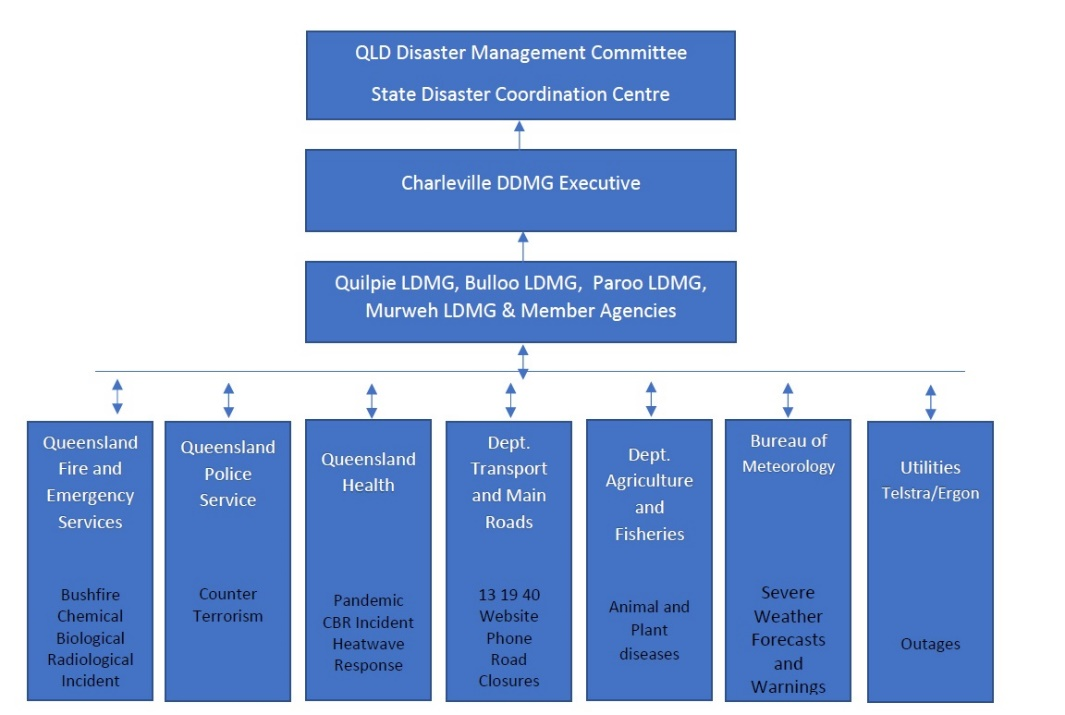 QLD Disaster Management Committee
State Disaster Coordination Centre
Charleville DDMG Executive
Quilpie LDMG, Bulloo LDMG, Paroo LDMG,
Murweh LDMG & Member Agencies
Queensland
Fire and
Emergency
Services
Bushfire
Chemical
Biological
Radiological
Incident
Queensland
Police
Service
Counter
Terrorism
Queensland
Health
Pandemic
CBR Incident
Heatwave
Response
Dept.
Transport
and Main
Roads
13 19 40
Website
Phone
Road
Closures
Dept.
Agriculture
and
Fisheries
Animal and
Plant
diseases
Bureau of
Meteorology
Severe
Weather
Forecasts
and
Warnings
Utilities
Telstra/Ergon
Outages